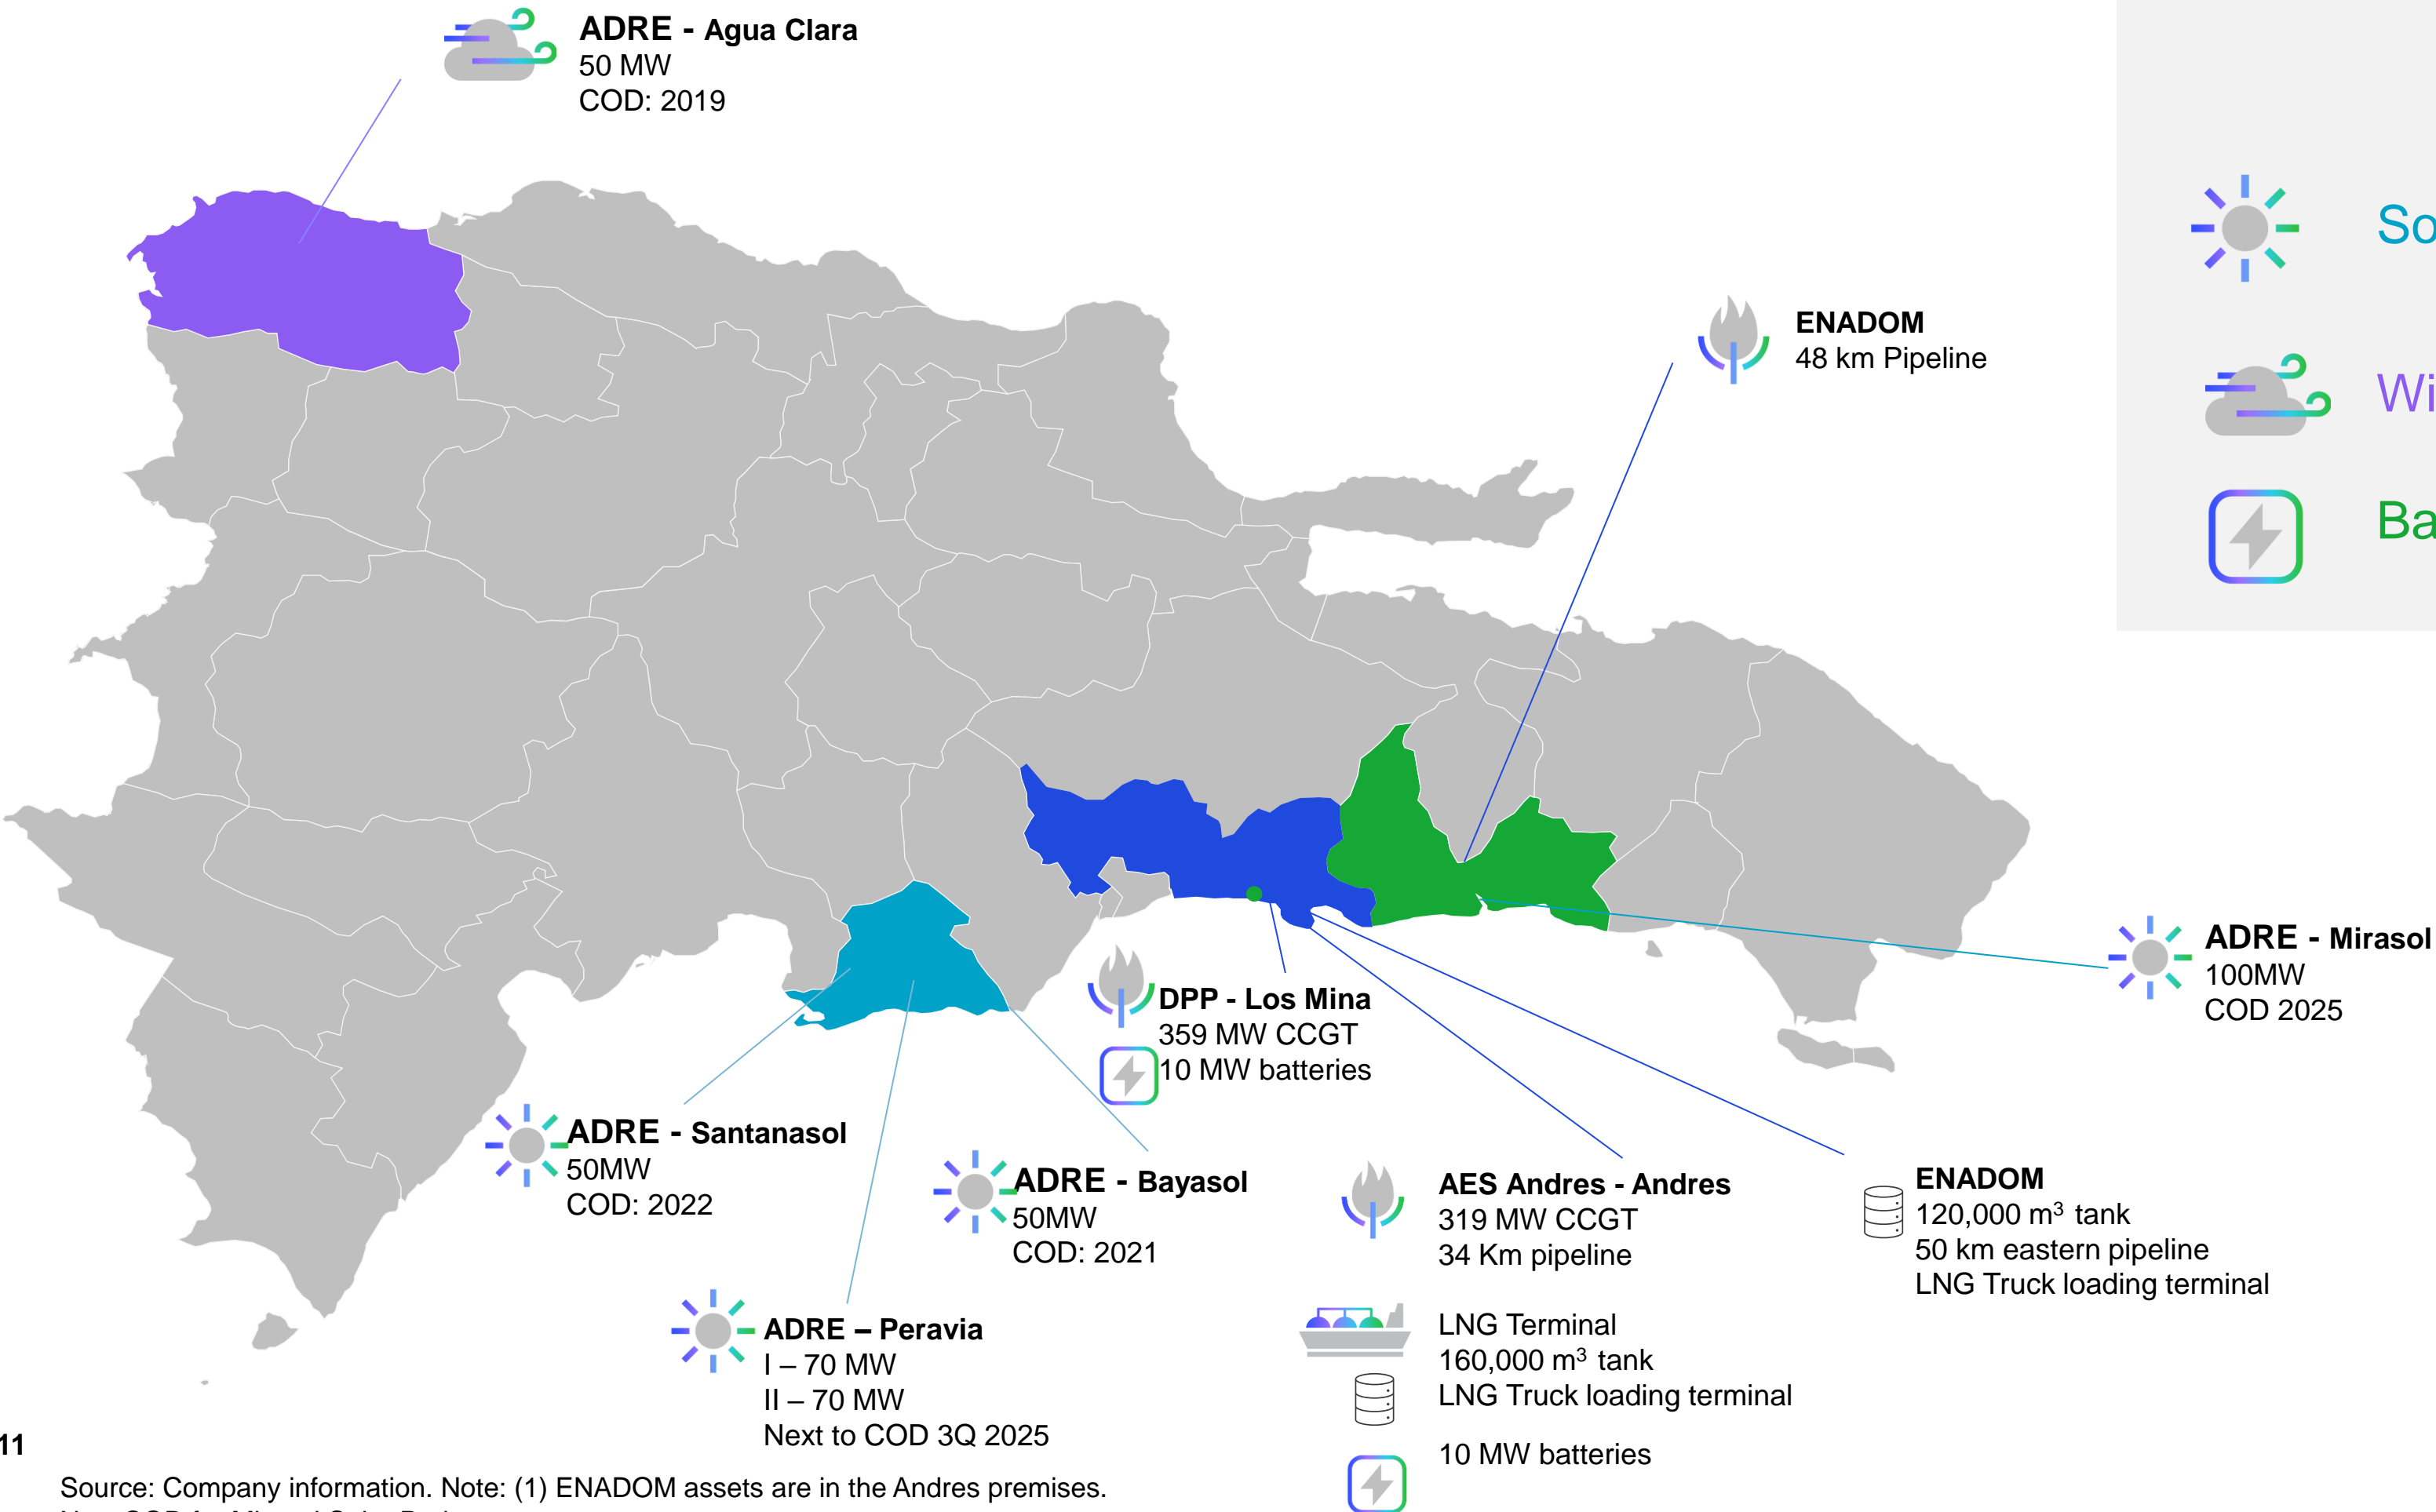 ADRE - Agua Clara
50 MW
COD: 2019
ENADOM
48 km Pipeline
ADRE - Mirasol
100MW
COD 2025
DPP - Los Mina
359 MW CCGT
10 MW batteries
ADRE - Santanasol
50MW
COD: 2022
ADRE - Bayasol
50MW
COD: 2021
ADRE – Peravia
I – 70 MW
II – 70 MW
Next to COD 3Q 2025
AES Andres - Andres
319 MW CCGT
34 Km pipeline
LNG Terminal
160,000 m³ tank
LNG Truck loading terminal
10 MW batteries
ENADOM
120,000 m³ tank
50 km eastern pipeline
LNG Truck loading terminal
11
Source: Company information. Note: (1) ENADOM assets are in the Andres premises.